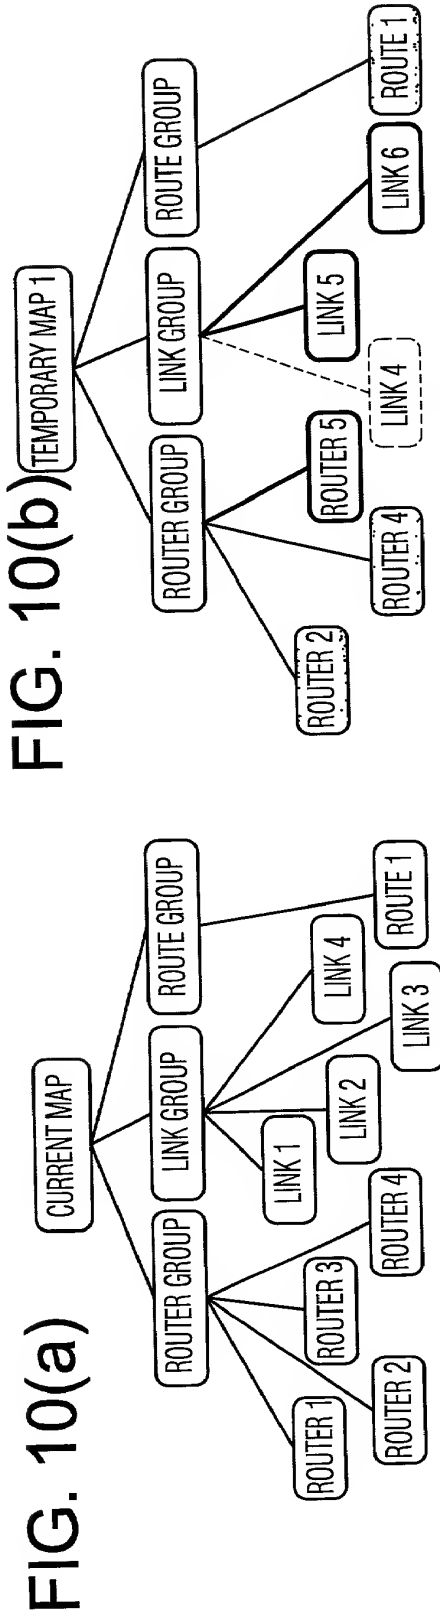 FIG. 10(a)
CURRENT MAP
ROUTER GROUP
LINK GROUP
ROUTE GROUP
ROUTER 1
ROUTER 2
ROUTER 3
ROUTER 4
LINK 1
LINK 2
LINK 3
LINK 4
ROUTE 1
FIG. 10(b)
TEMPORARY MAP 1
ROUTER GROUP
LINK GROUP
ROUTE GROUP
ROUTER 2
ROUTER 4
ROUTER 5
LINK 4
LINK 5
LINK 6
ROUTE 1